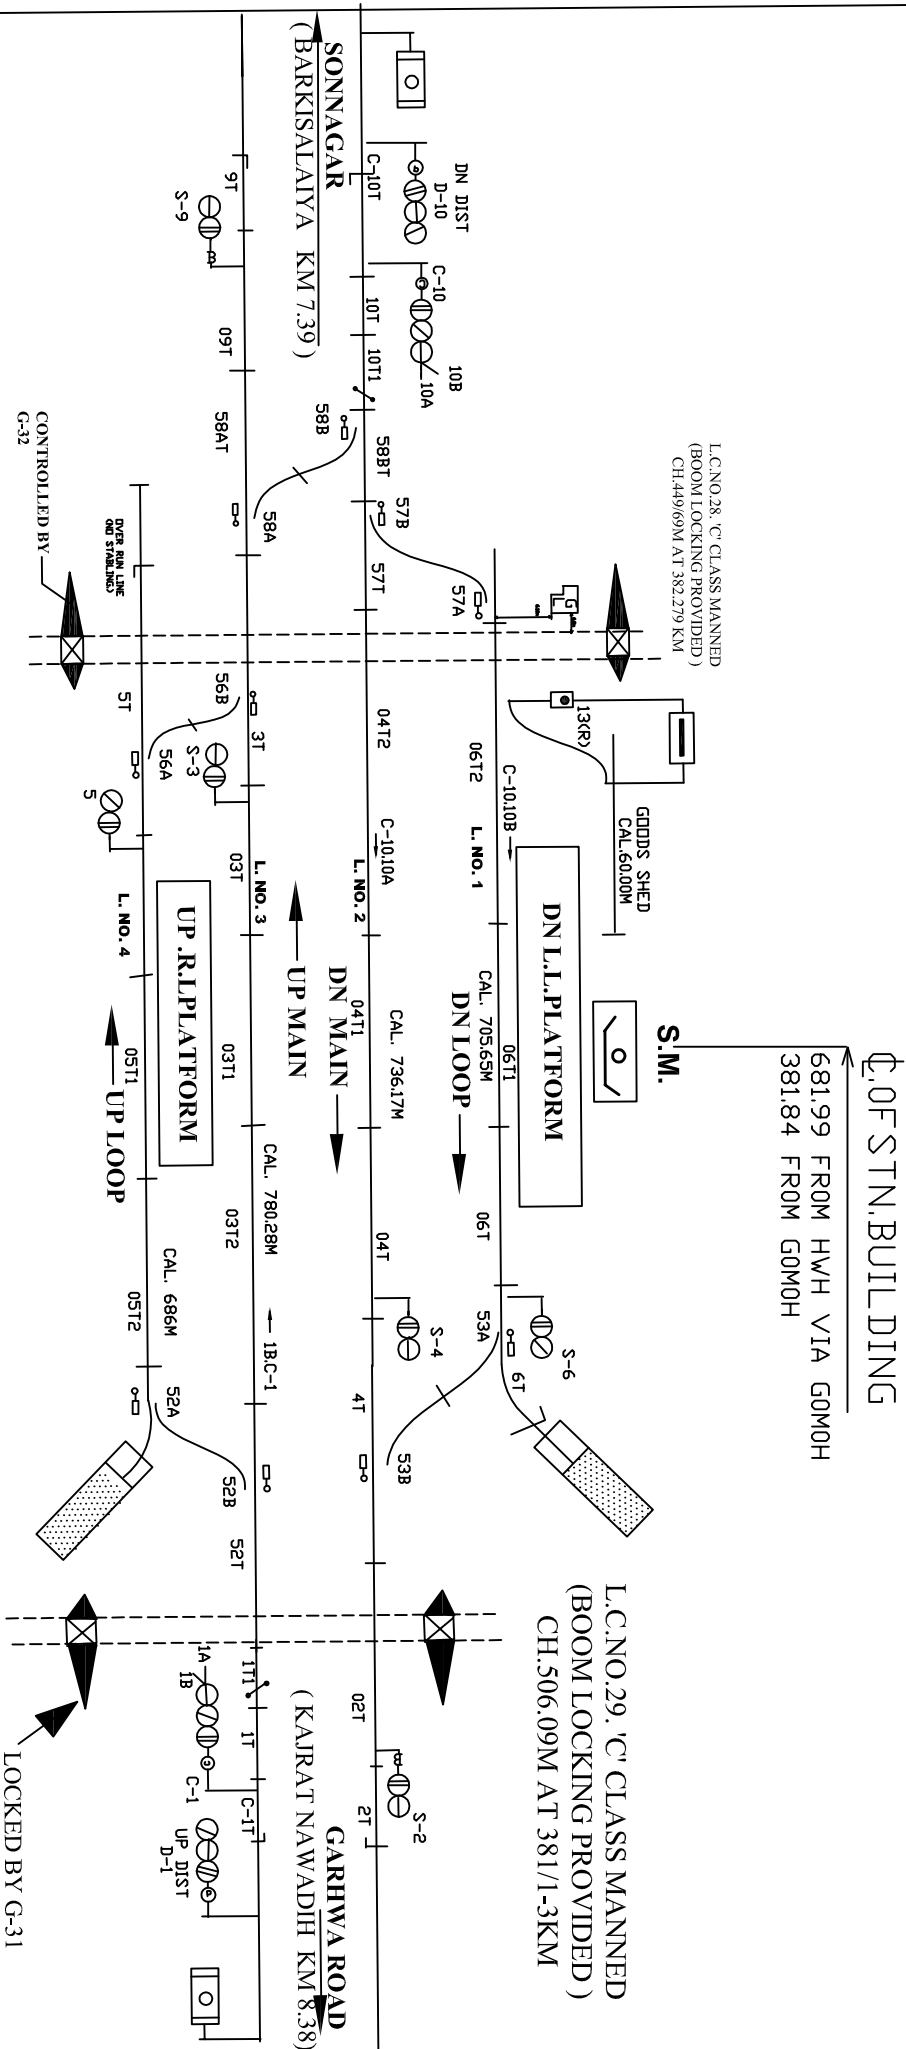 ₵.OF STN.BUILDING
681.99 FROM HWH VIA GOMOH
381.84 FROM GOMOH
S.M.
SONNAGAR
( BARKISALAIYA KM 7.39 )
GARHWA ROAD
( KAJRAT NAWADIH KM 8.38)
L.C.NO.28. 'C' CLASS MANNED
(BOOM LOCKING PROVIDED )
CH.449/69M AT 382.279 KM
L.C.NO.29. 'C' CLASS MANNED
(BOOM LOCKING PROVIDED )
CH.506.09M AT 381/1-3KM
GOODS SHED
CAL.60.00M
13(R)
G
DN L.L.PLATFORM
57A
06T2
C-10.10B
L. NO. 1
CAL. 705.65M
06T1
DN LOOP
06T
53A
S-6
6T
DN DIST
D-10
C-10T
C-10
10B
10A
10T
10T1
58B
58BT
57B
57T
04T2
C-10.10A
L. NO. 2
04T1
CAL. 736.17M
DN MAIN
04T
S-4
4T
53B
02T
S-2
2T
UP MAIN
9T
S-9
09T
58AT
58A
56B
3T
S-3
03T
L. NO. 3
03T1
CAL. 780.28M
03T2
1B.C-1
52B
52T
1T1
1A
1B
1T
C-1
C-1T
UP DIST
D-1
UP .R.LPLATFORM
CONTROLLED BY
G-32
OVER RUN LINE
(NO STABLING)
5T
56A
5
L. NO. 4
05T1
UP LOOP
CAL. 686M
05T2
52A
LOCKED BY G-31